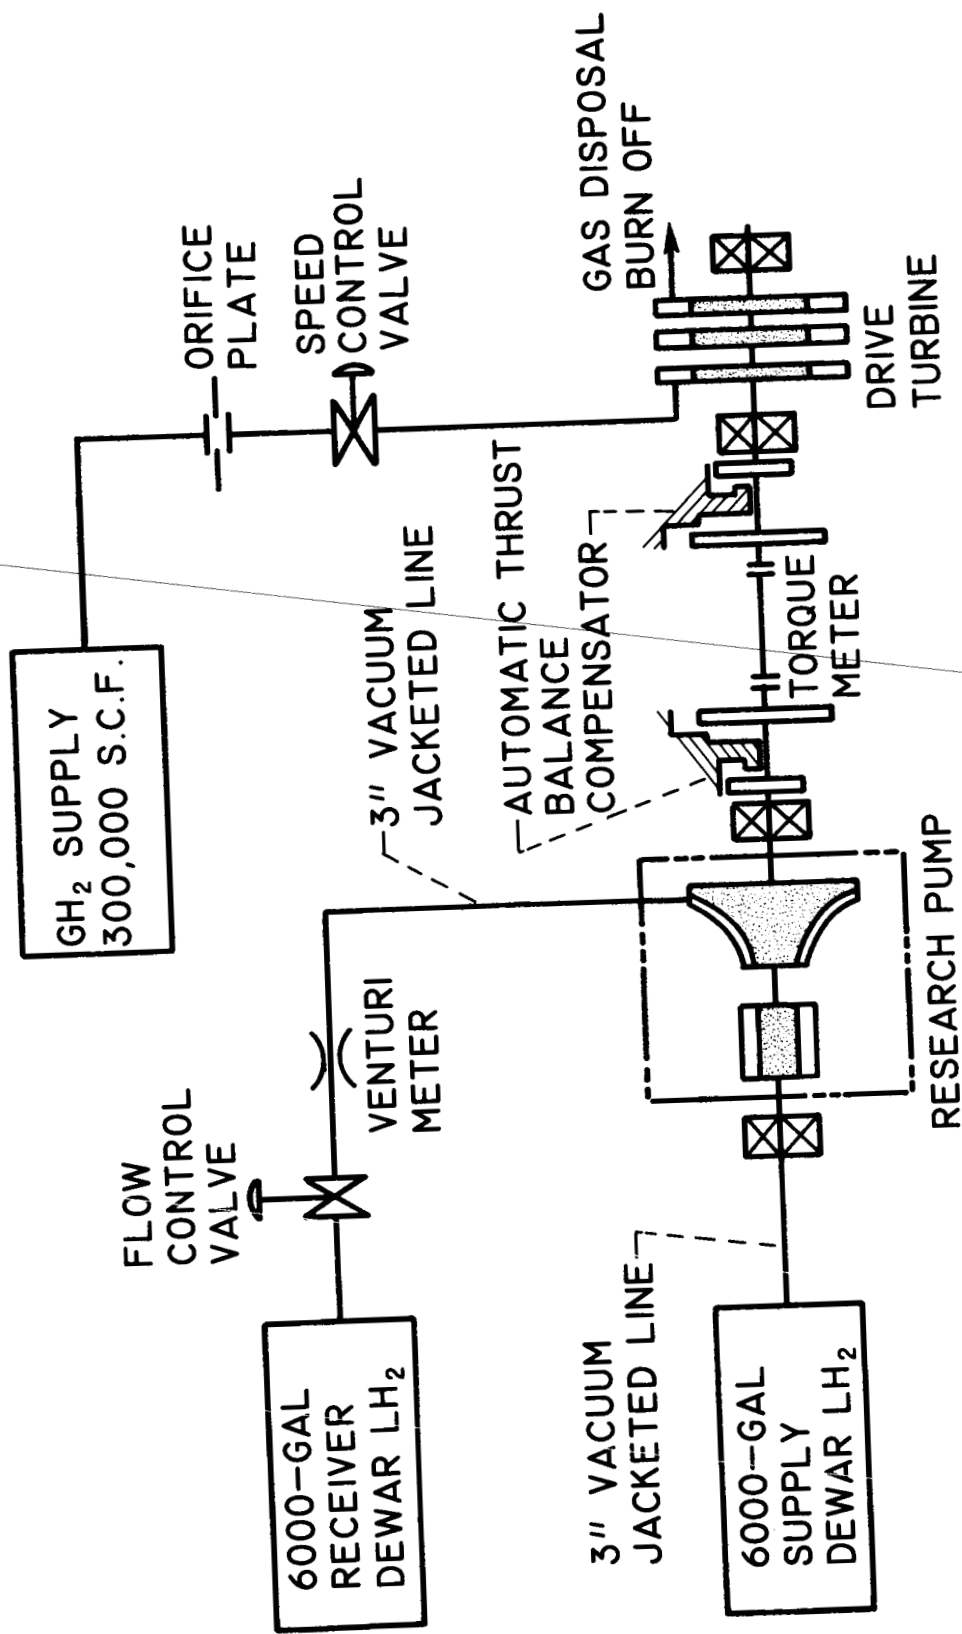 GH₂ SUPPLY
300,000 S.C.F.
ORIFICE
PLATE
SPEED
CONTROL
VALVE
GAS DISPOSAL
BURN OFF
FLOW
CONTROL
VALVE
3" VACUUM
JACKETED LINE
VENTURI
METER
AUTOMATIC THRUST
BALANCE
COMPENSATOR
6000-GAL
RECEIVER
DEWAR LH₂
TORQUE
METER
DRIVE
TURBINE
3" VACUUM
JACKETED LINE
6000-GAL
SUPPLY
DEWAR LH₂
RESEARCH PUMP